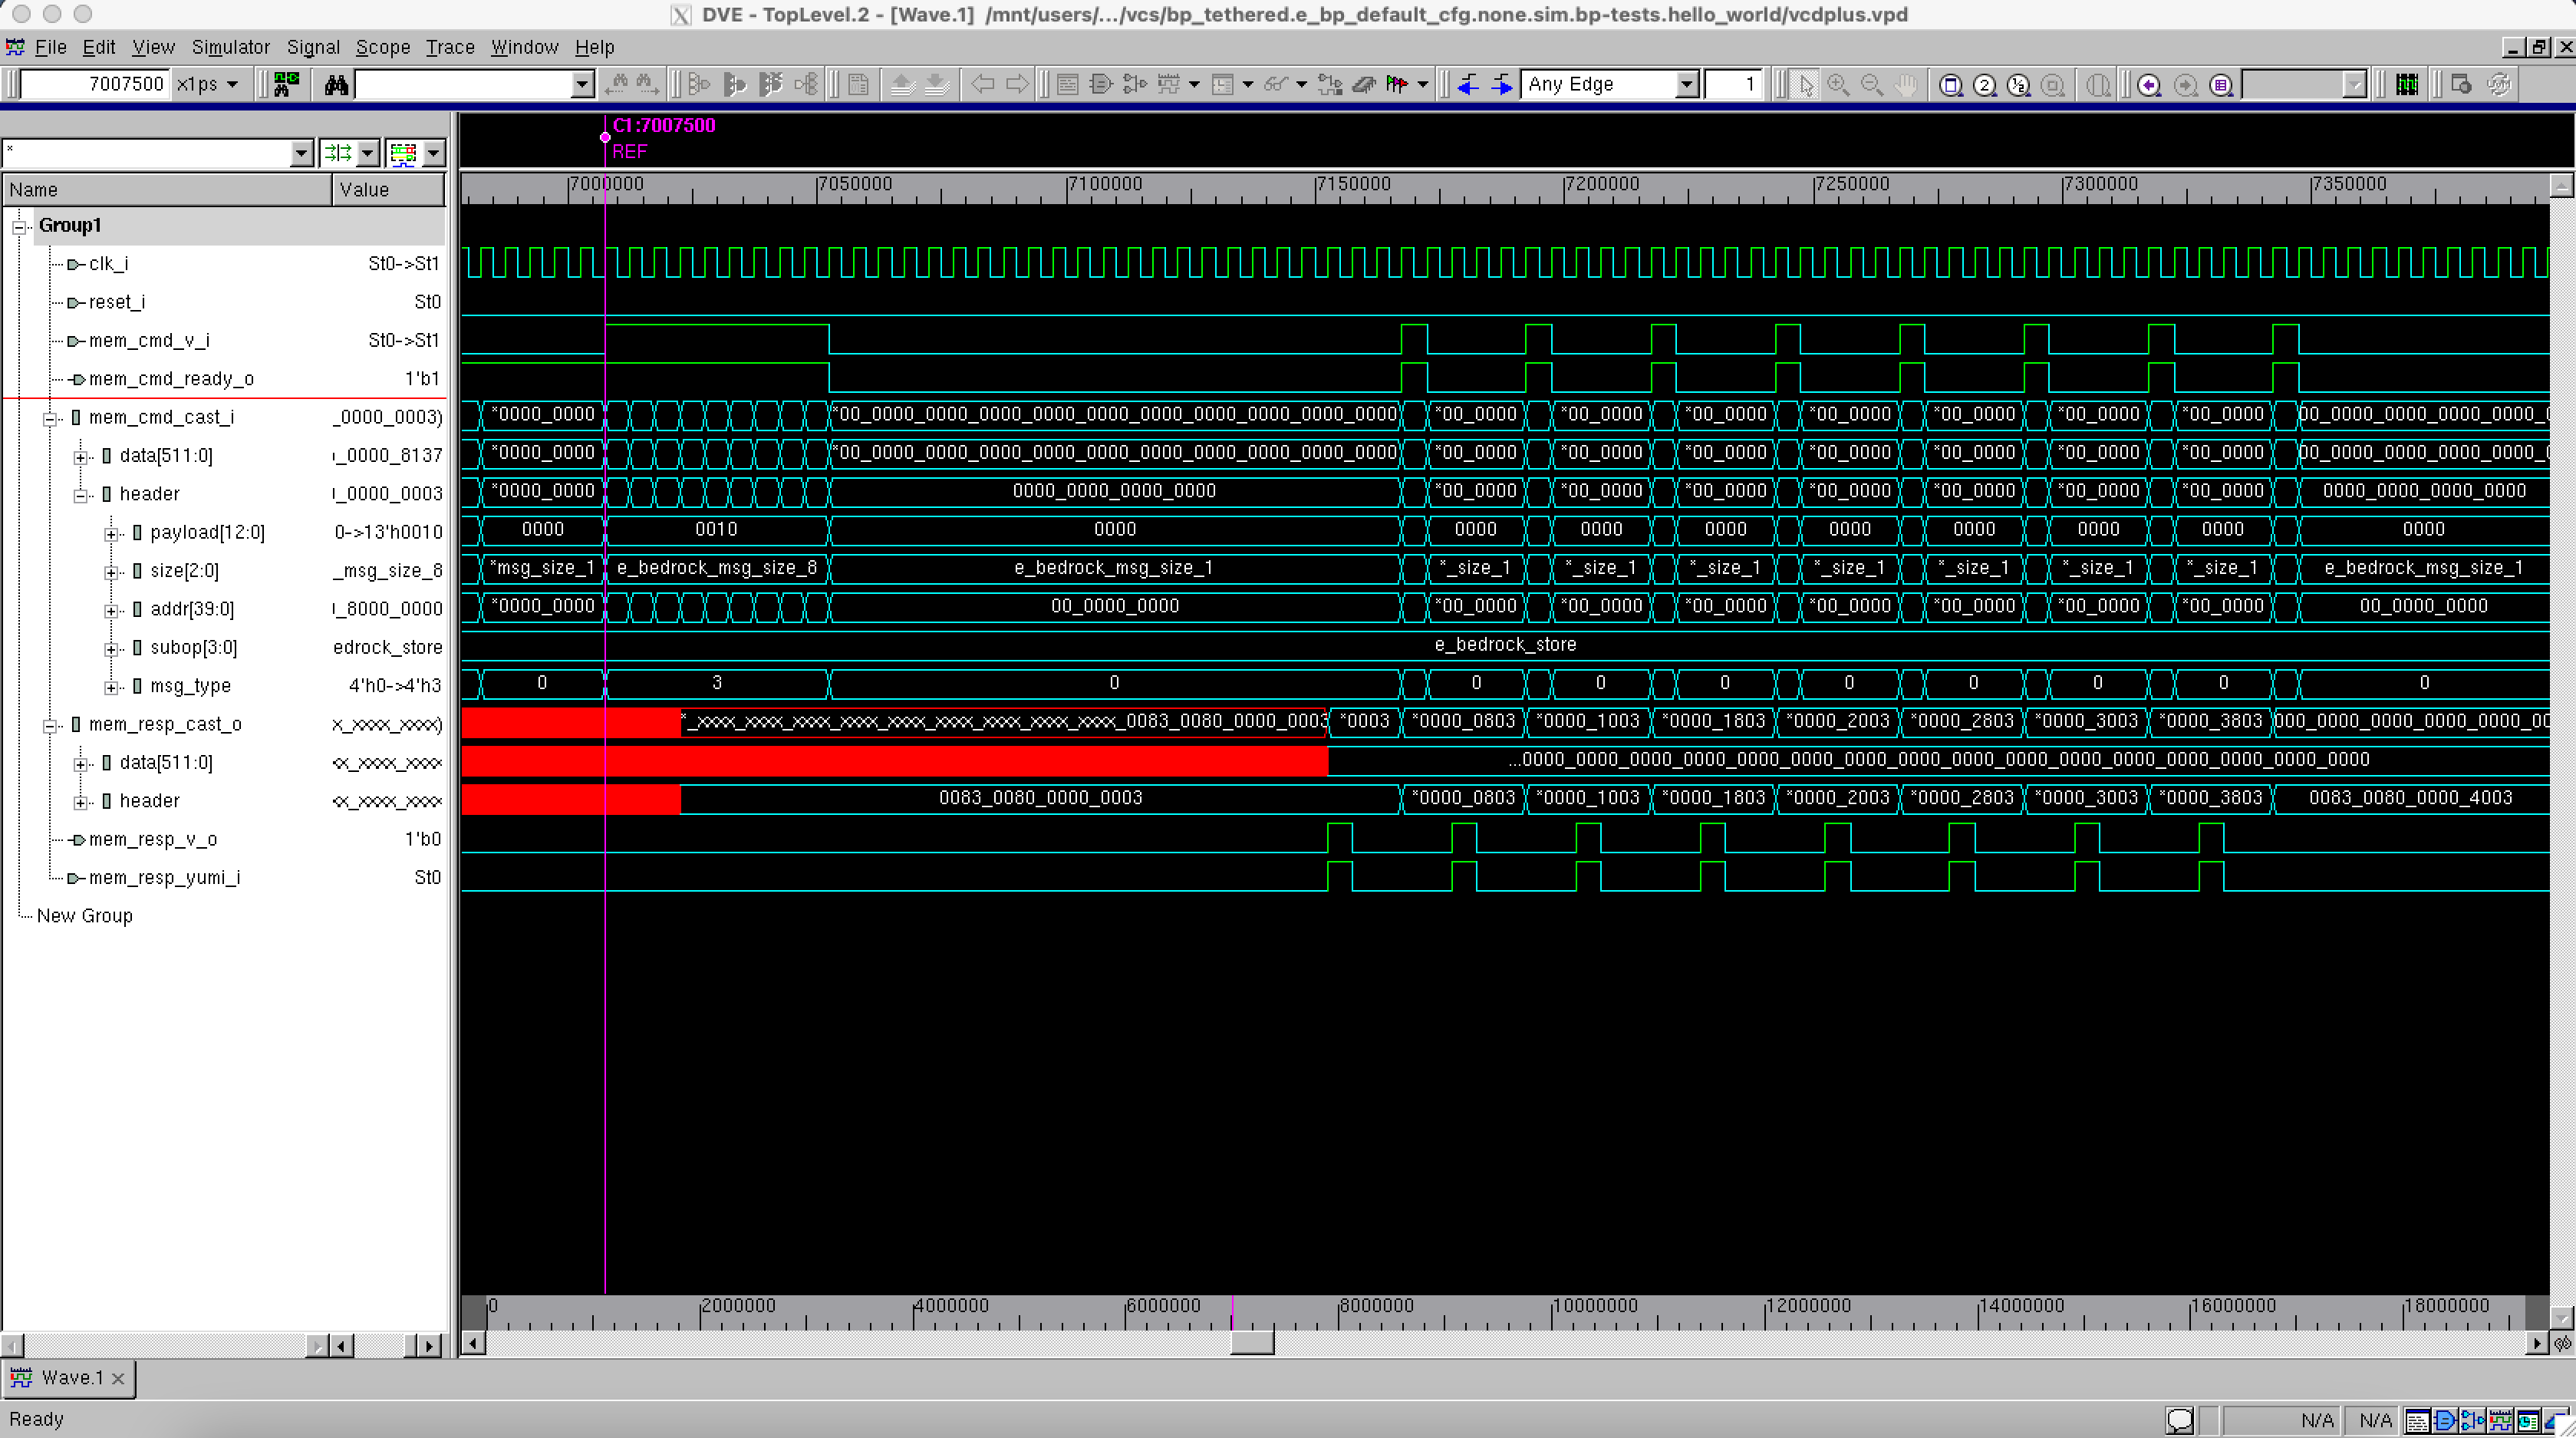 DVE - TopLevel.2 - [Wave.1] /mnt/users/.../vcs/bp_tethered.e_bp_default_cfg.none.sim.bp-tests.hello_world/vcdplus.vpd
File Edit View Simulator Signal Scope Trace Window Help
7007500 x1ps Any Edge 1
C1:7007500
REF
*
Name Value
7000000 7050000 7100000 7150000 7200000 7250000 7300000 7350000
Group1
clk_i St0->St1
reset_i St0
mem_cmd_v_i St0->St1
mem_cmd_ready_o 1'b1
mem_cmd_cast_i _0000_0003) *0000_0000 *00_0000_0000_0000_0000_0000_0000_0000_0000_0000 *00_0000 *00_0000 *00_0000 *00_0000 *00_0000 *00_0000 *00_0000
data[511:0] _0000_8137 *0000_0000 *00_0000_0000_0000_0000_0000_0000_0000_0000_0000 *00_0000 *00_0000 *00_0000 *00_0000 *00_0000 *00_0000 *00_0000
header _0000_0003 *0000_0000 0000_0000_0000_0000 *00_0000 *00_0000 *00_0000 *00_0000 *00_0000 *00_0000 *00_0000 0000_0000_0000_0000
payload[12:0] 0->13'h0010 0000 0010 0000 0000 0000 0000 0000 0000 0000 0000 0000
size[2:0] _msg_size_8 *msg_size_1 e_bedrock_msg_size_8 e_bedrock_msg_size_1 *_size_1 *_size_1 *_size_1 *_size_1 *_size_1 *_size_1 *_size_1 e_bedrock_msg_size_1
addr[39:0] _8000_0000 *0000_0000 00_0000_0000 *00_0000 *00_0000 *00_0000 *00_0000 *00_0000 *00_0000 *00_0000 00_0000_0000
subop[3:0] edrock_store e_bedrock_store
msg_type 4'h0->4'h3 0 3 0 0 0 0 0 0 0 0 0
mem_resp_cast_o x_xxxx_xxxx) *_xxxx_xxxx_xxxx_xxxx_xxxx_xxxx_xxxx_xxxx_xxxx_xxxx_0083_0080_0000_0003 *0003 *0000_0803 *0000_1003 *0000_1803 *0000_2003 *0000_2803 *0000_3003 *0000_3803
data[511:0] x_xxxx_xxxx ...0000_0000_0000_0000_0000_0000_0000_0000_0000_0000_0000_0000_0000_0000_0000
header x_xxxx_xxxx 0083_0080_0000_0003 *0000_0803 *0000_1003 *0000_1803 *0000_2003 *0000_2803 *0000_3003 *0000_3803 0083_0080_0000_4003
mem_resp_v_o 1'b0
mem_resp_yumi_i St0
New Group
0 2000000 4000000 6000000 8000000 10000000 12000000 14000000 16000000 18000000
Wave.1
Ready N/A N/A